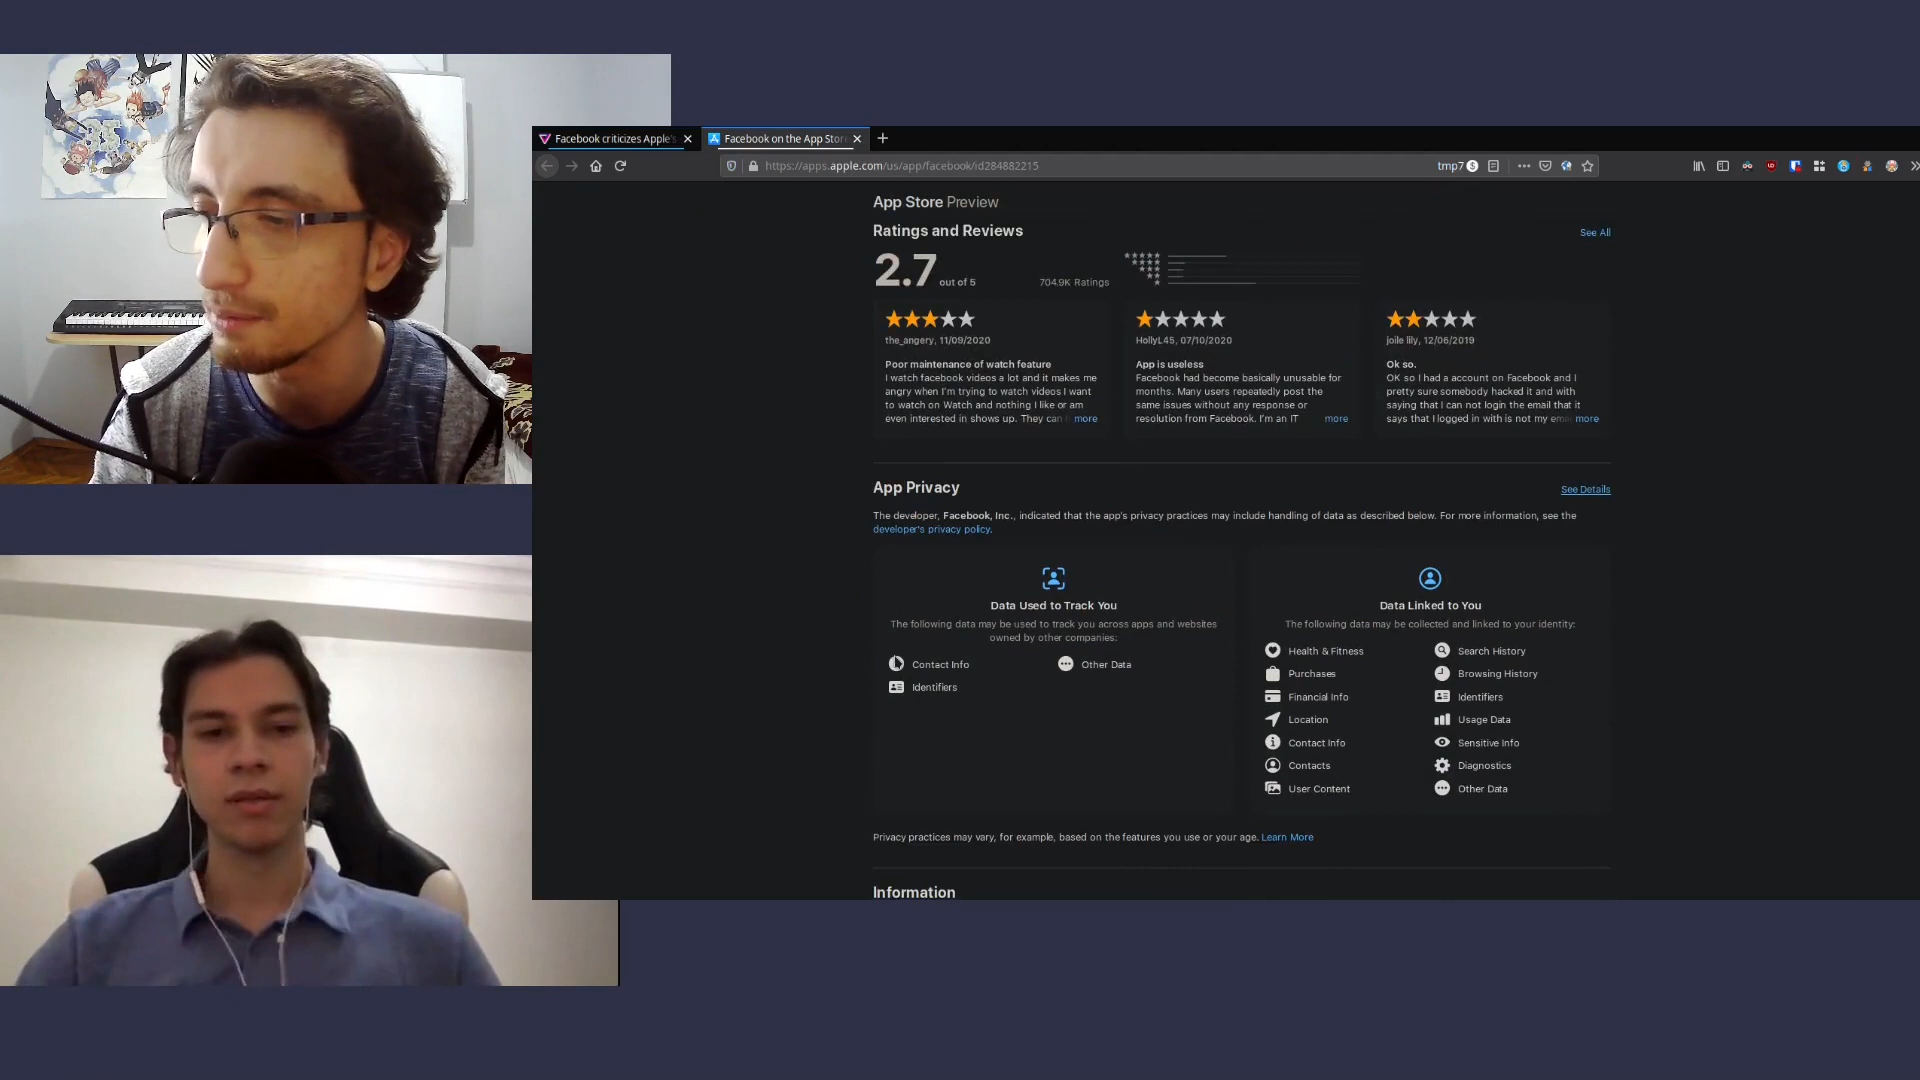 Facebook criticizes Apple's
Facebook on the App Store
https://apps.apple.com/us/app/facebook/id284882215
tmp7
App Store Preview
Ratings and Reviews
See All
2.7 out of 5
704.9K Ratings
the_angery, 11/09/2020
Poor maintenance of watch feature
I watch facebook videos a lot and it makes me
angry when I'm trying to watch videos I want
to watch on Watch and nothing I like or am
even interested in shows up. They can more
HollyL45, 07/10/2020
App is useless
Facebook had become basically unusable for
months. Many users repeatedly post the
same issues without any response or
resolution from Facebook. I'm an IT more
joile lily, 12/06/2019
Ok so.
OK so I had a account on Facebook and I
pretty sure somebody hacked it and with
saying that I can not login the email that it
says that I logged in with is not my more
App Privacy
See Details
The developer, Facebook, Inc., indicated that the app's privacy practices may include handling of data as described below. For more information, see the
developer's privacy policy.
Data Used to Track You
The following data may be used to track you across apps and websites
owned by other companies:
Contact Info
Other Data
Identifiers
Data Linked to You
The following data may be collected and linked to your identity:
Health & Fitness
Search History
Purchases
Browsing History
Financial Info
Identifiers
Location
Usage Data
Contact Info
Sensitive Info
Contacts
Diagnostics
User Content
Other Data
Privacy practices may vary, for example, based on the features you use or your age. Learn More
Information